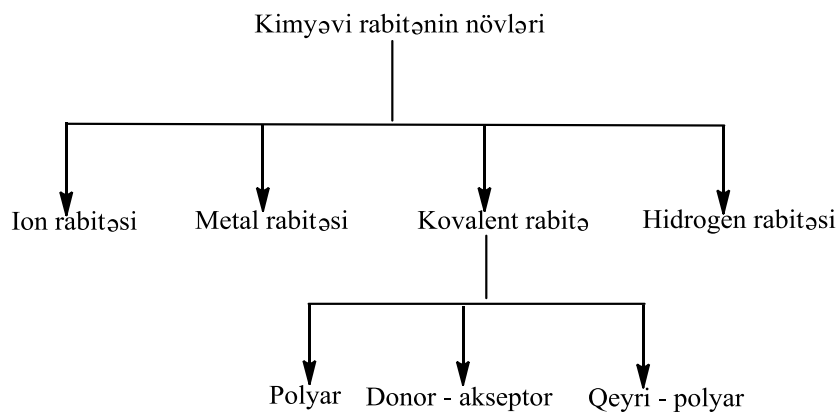 Kimyəvi rabitənin növləri
Ion rabitəsi Metal rabitəsi Kovalent rabitə Hidrogen rabitəsi
Polyar Donor - akseptor Qeyri - polyar